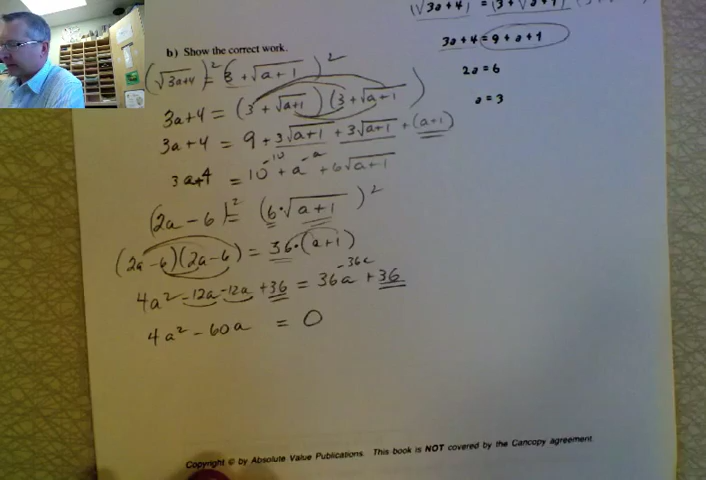 (√3a+4) = (3+√a+1)
3a+4 = 9+a+1
2a = 6
a = 3
b) Show the correct work.
(√3a+4)² = (3 + √a+1)²
3a+4 = (3 + √a+1)(3 + √a+1)
3a+4 = 9 + 3√a+1 + 3√a+1 + (a+1)
-10 -a
3a+4 = 10 + a + 6√a+1
(2a - 6)² = (6·√a+1)²
(2a-6)(2a-6) = 36·(a+1)
-36a
4a² - 12a - 12a + 36 = 36a + 36
4a² - 60a = 0
Copyright © by Absolute Value Publications. This book is NOT covered by the Cancopy agreement.